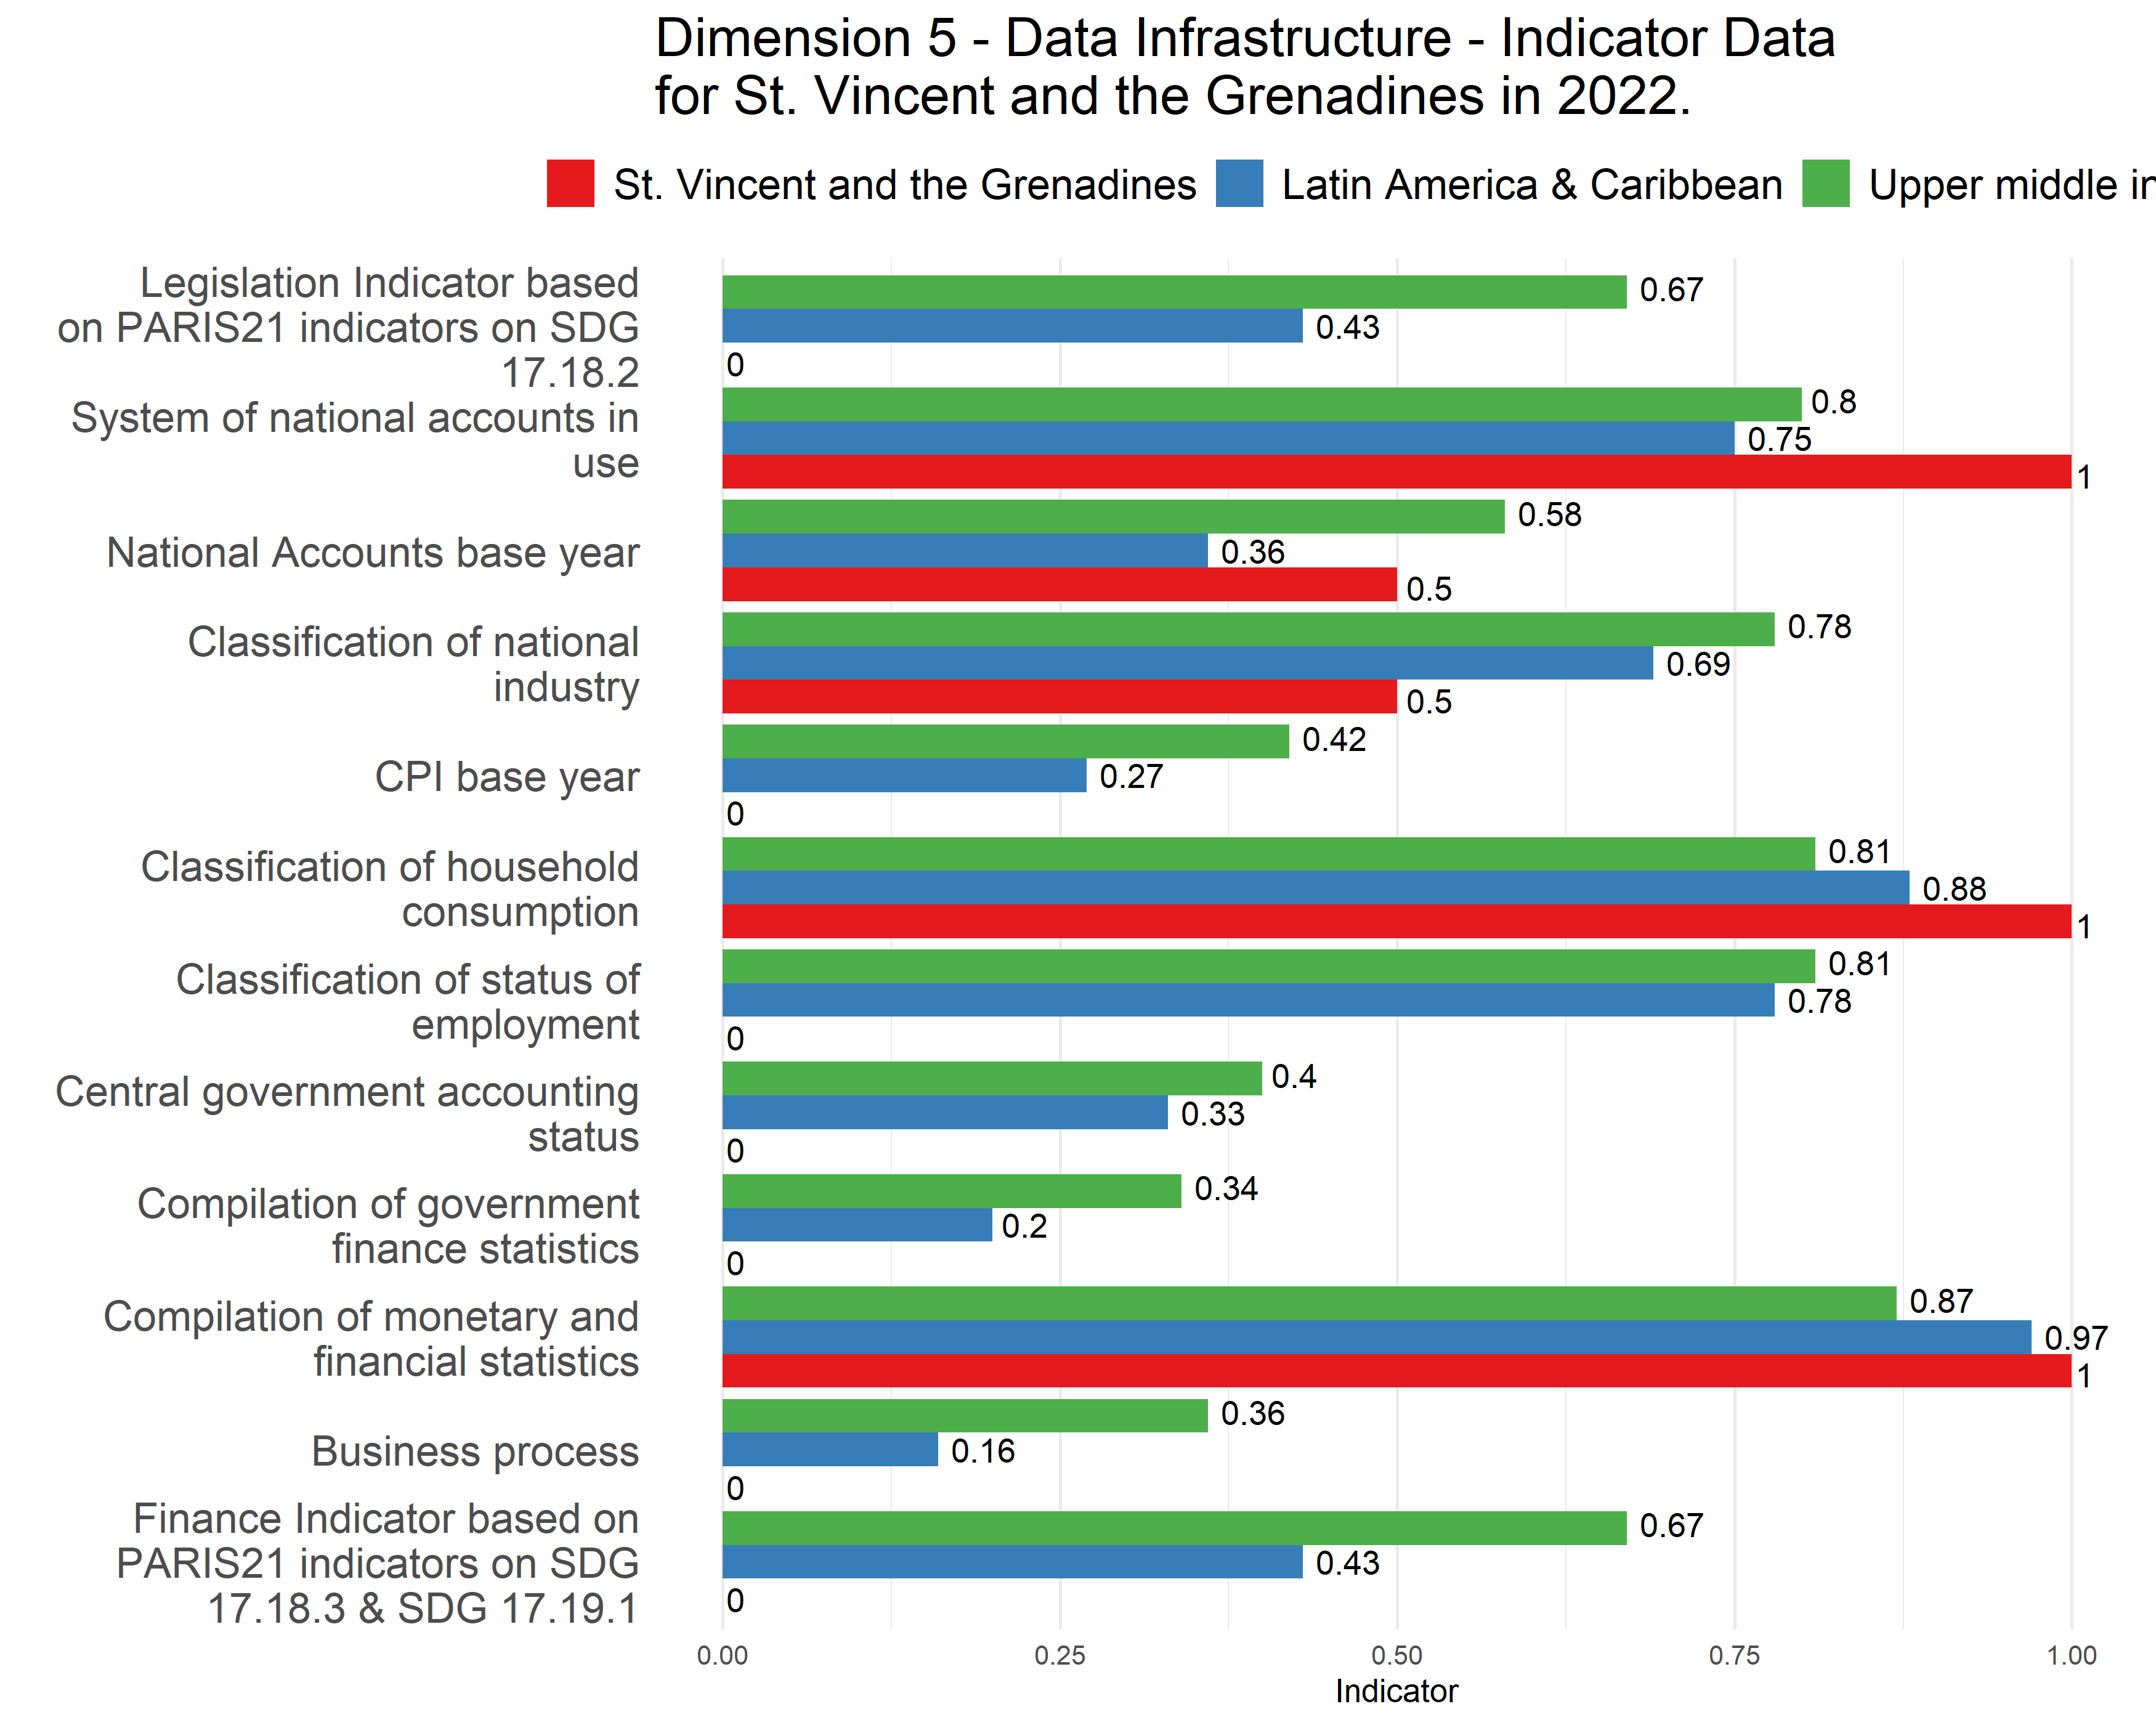 Dimension 5 - Data Infrastructure - Indicator Data
for St. Vincent and the Grenadines in 2022.
St. Vincent and the Grenadines Latin America & Caribbean Upper middle in
Legislation Indicator based
on PARIS21 indicators on SDG
17.18.2
0.67
0.43
0
System of national accounts in
use
0.8
0.75
1
National Accounts base year
0.58
0.36
0.5
Classification of national
industry
0.78
0.69
0.5
CPI base year
0.42
0.27
0
Classification of household
consumption
0.81
0.88
1
Classification of status of
employment
0.81
0.78
0
Central government accounting
status
0.4
0.33
0
Compilation of government
finance statistics
0.34
0.2
0
Compilation of monetary and
financial statistics
0.87
0.97
1
Business process
0.36
0.16
0
Finance Indicator based on
PARIS21 indicators on SDG
17.18.3 & SDG 17.19.1
0.67
0.43
0
0.00 0.25 0.50 0.75 1.00
Indicator